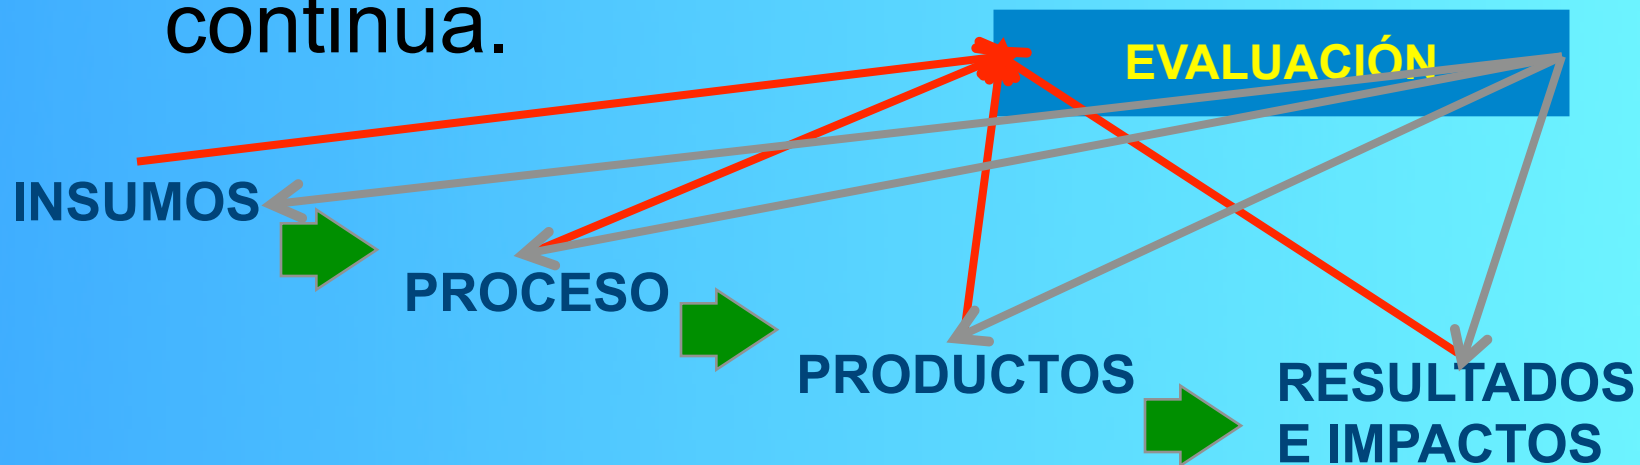 continua.
EVALUACIÓN
INSUMOS
PROCESO
PRODUCTOS
RESULTADOS
E IMPACTOS